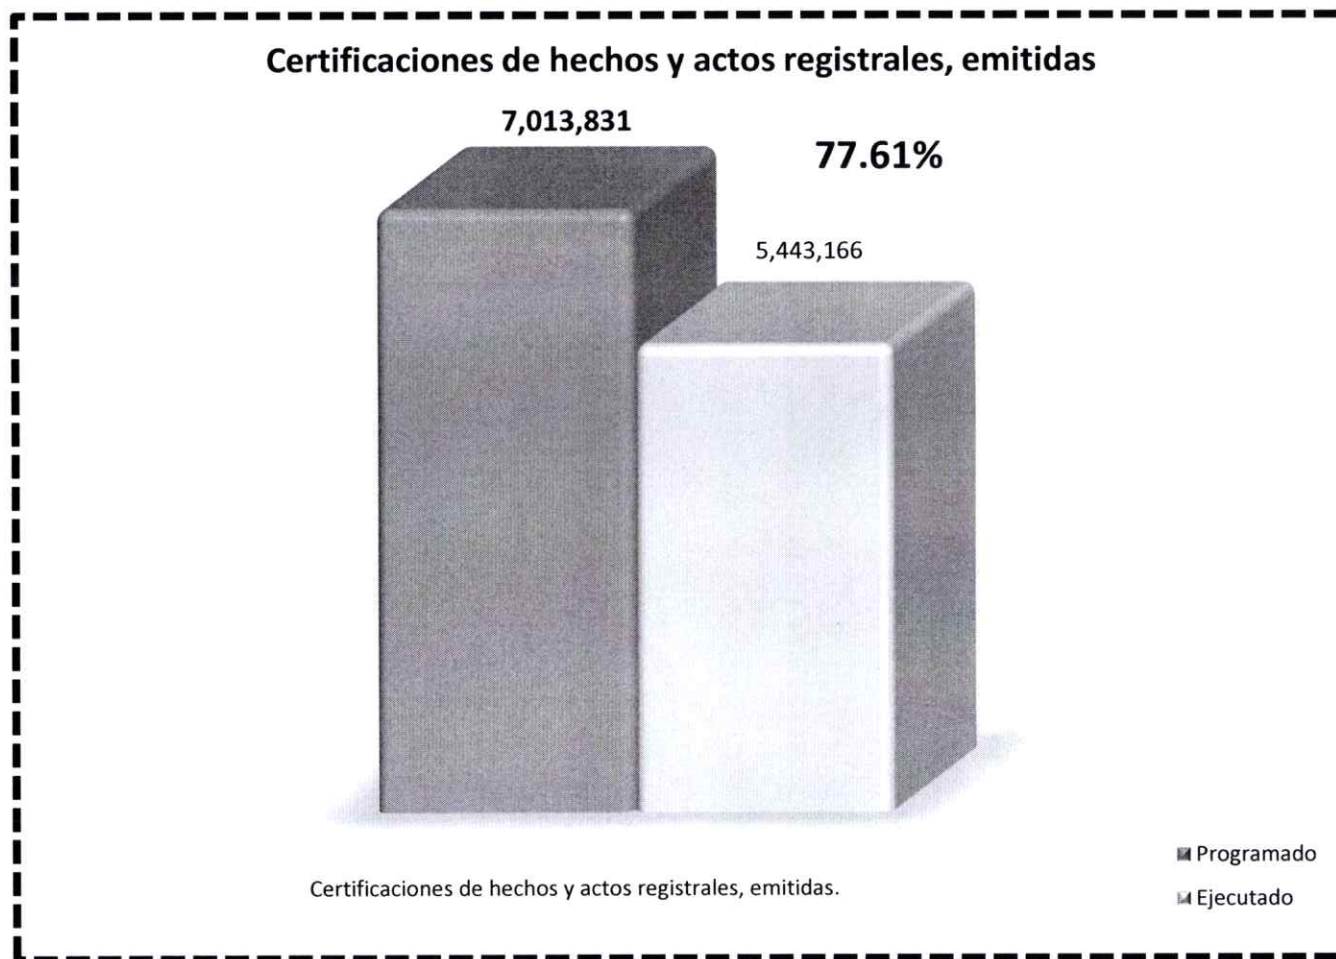 Certificaciones de hechos y actos registrales, emitidas
7,013,831
77.61%
5,443,166
Certificaciones de hechos y actos registrales, emitidas.
Programado
Ejecutado